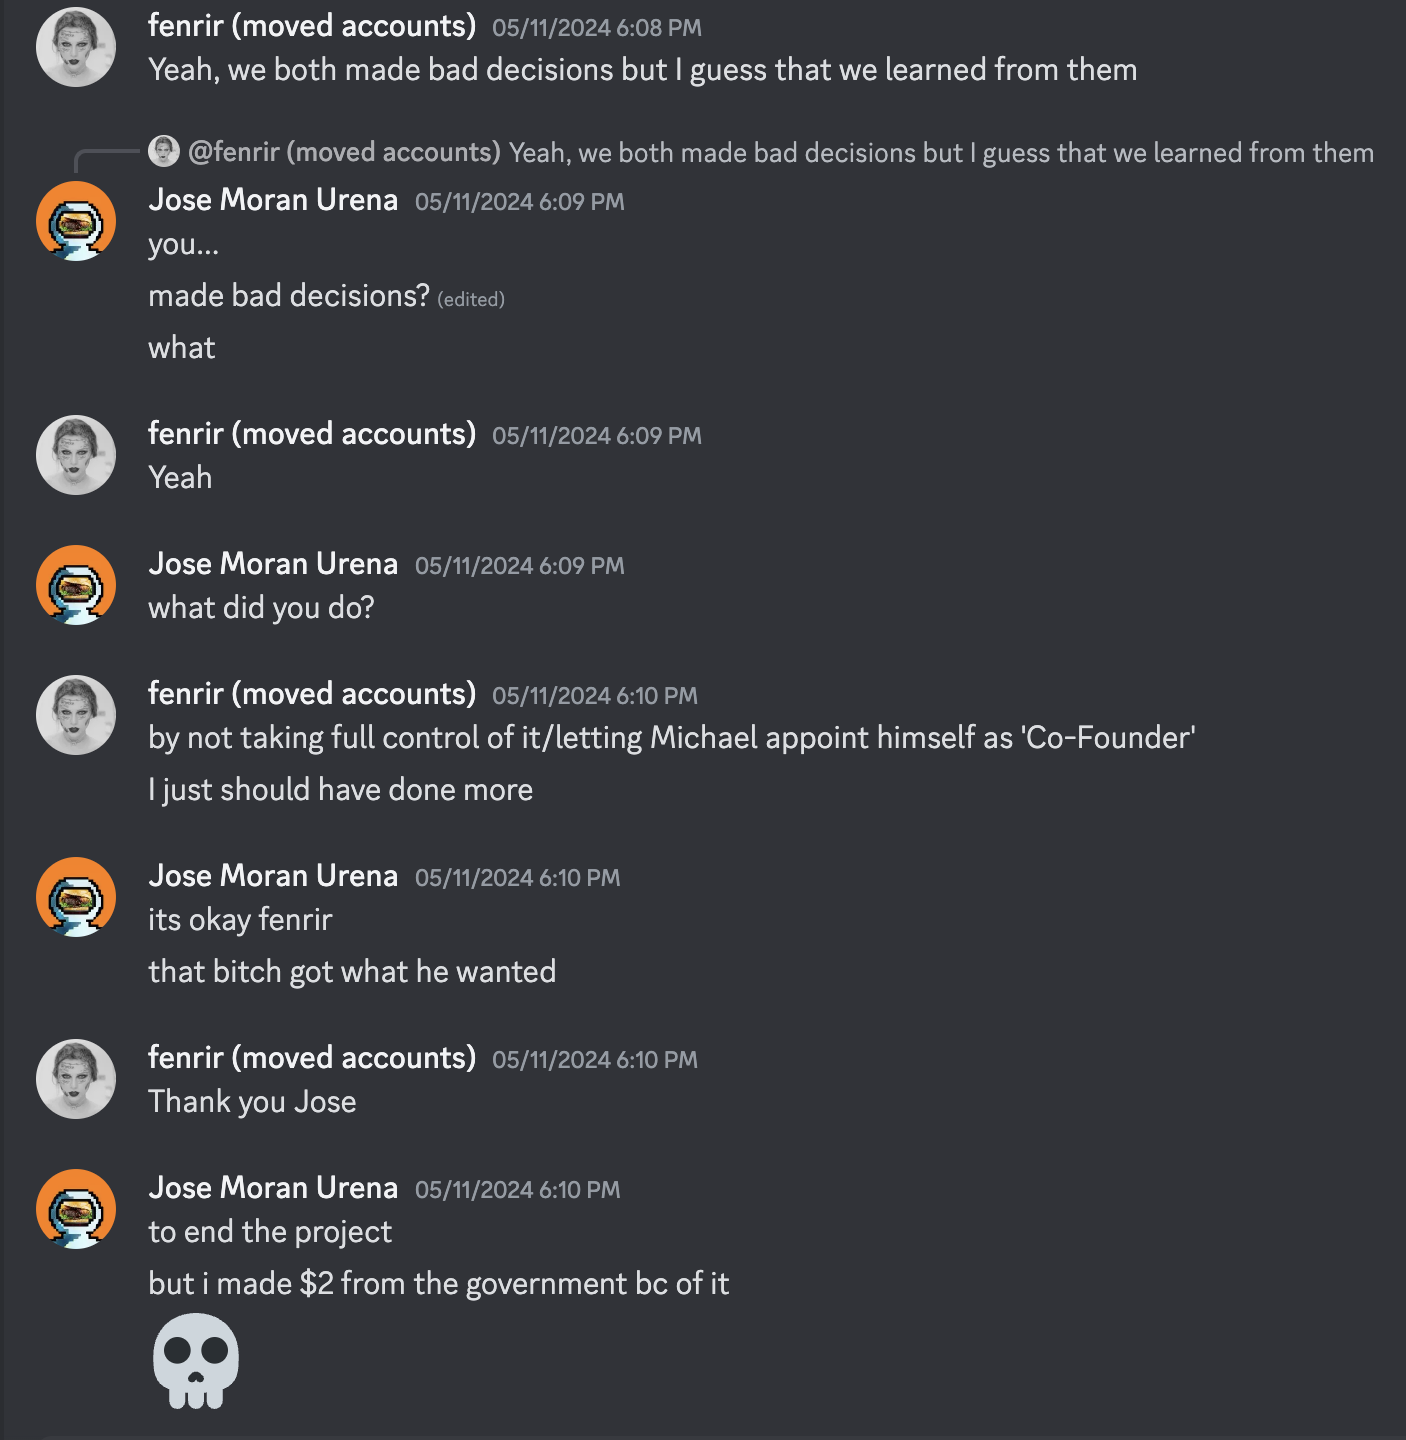 fenrir (moved accounts) 05/11/2024 6:08 PM
Yeah, we both made bad decisions but I guess that we learned from them
@fenrir (moved accounts) Yeah, we both made bad decisions but I guess that we learned from them
Jose Moran Urena 05/11/2024 6:09 PM
you...
made bad decisions? (edited)
what
fenrir (moved accounts) 05/11/2024 6:09 PM
Yeah
Jose Moran Urena 05/11/2024 6:09 PM
what did you do?
fenrir (moved accounts) 05/11/2024 6:10 PM
by not taking full control of it/letting Michael appoint himself as 'Co-Founder'
I just should have done more
Jose Moran Urena 05/11/2024 6:10 PM
its okay fenrir
that bitch got what he wanted
fenrir (moved accounts) 05/11/2024 6:10 PM
Thank you Jose
Jose Moran Urena 05/11/2024 6:10 PM
to end the project
but i made $2 from the government bc of it